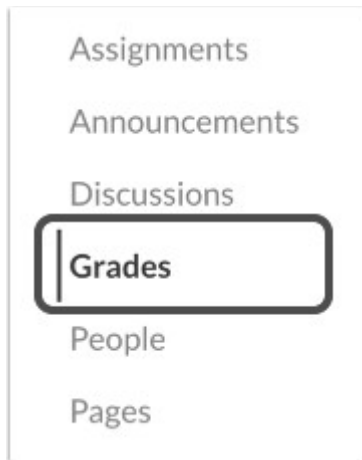 Assignments
Announcements
Discussions
Grades
People
Pages